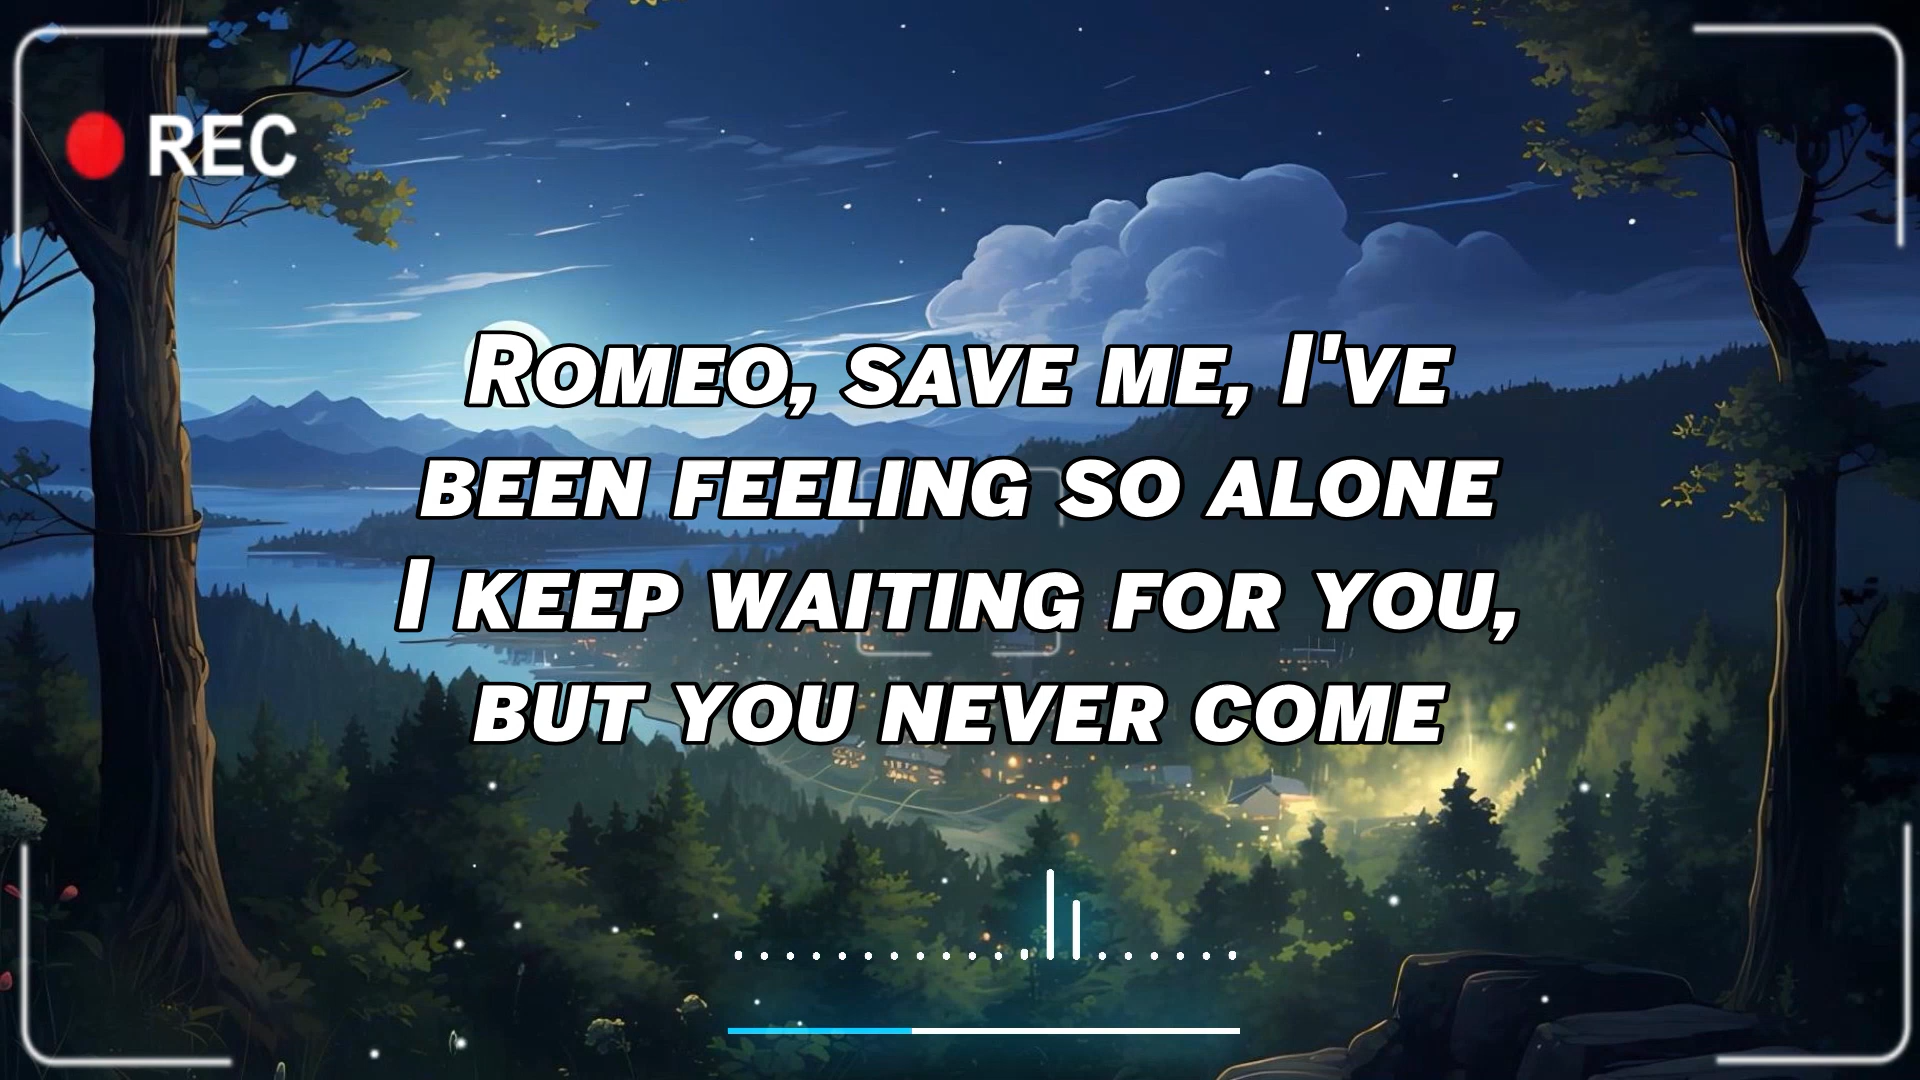 REC
Romeo, save me, I've
been feeling so alone
I keep waiting for you,
but you never come